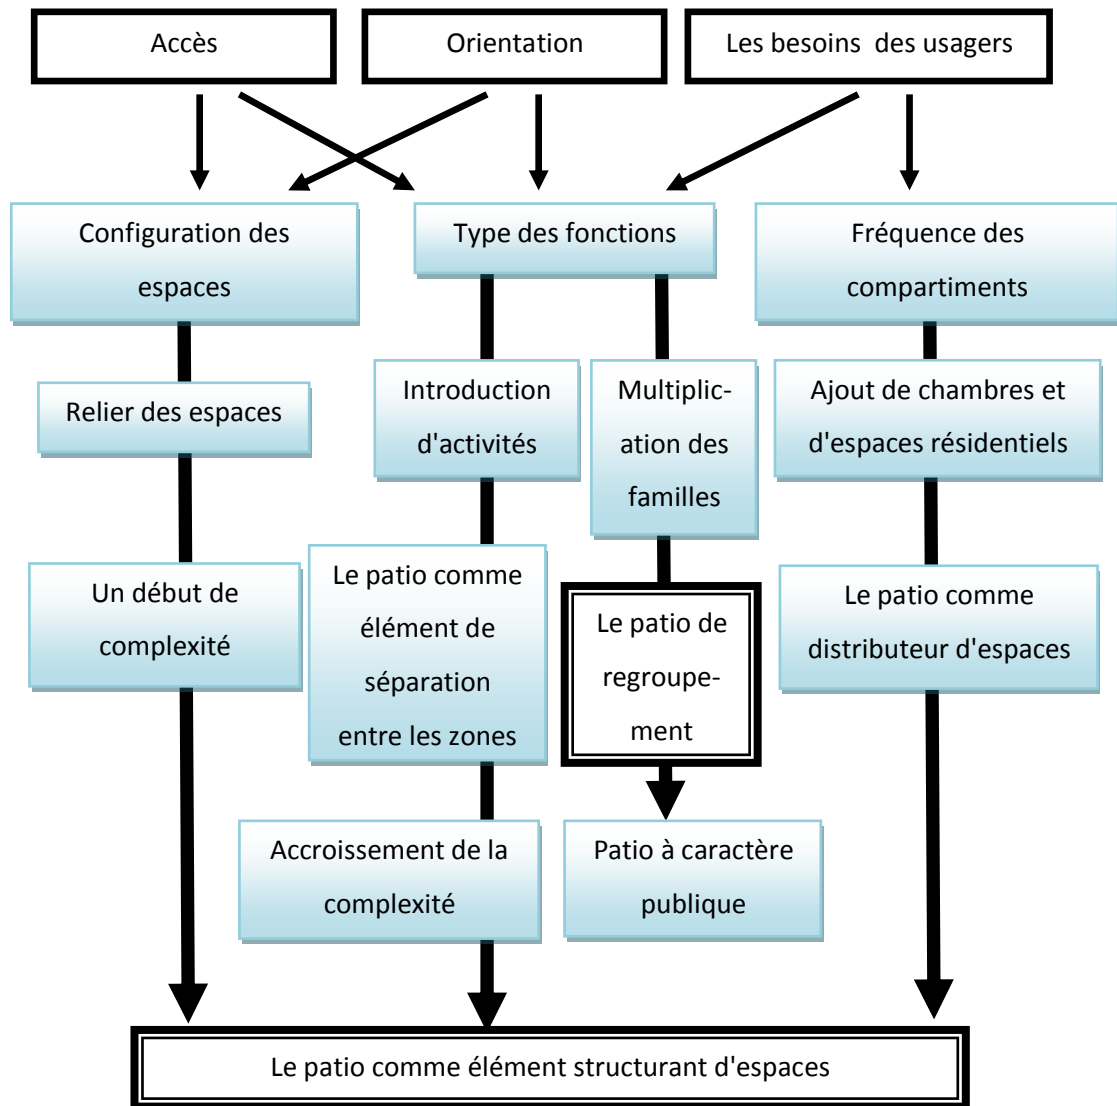 Accès
Orientation
Les besoins des usagers
Configuration des
espaces
Type des fonctions
Fréquence des
compartiments
Relier des espaces
Introduction
d'activités
Multiplic-
ation des
familles
Ajout de chambres et
d'espaces résidentiels
Un début de
complexité
Le patio comme
élément de
séparation
entre les zones
Le patio de
regroupe-
ment
Le patio comme
distributeur d'espaces
Accroissement de la
complexité
Patio à caractère
publique
Le patio comme élément structurant d'espaces